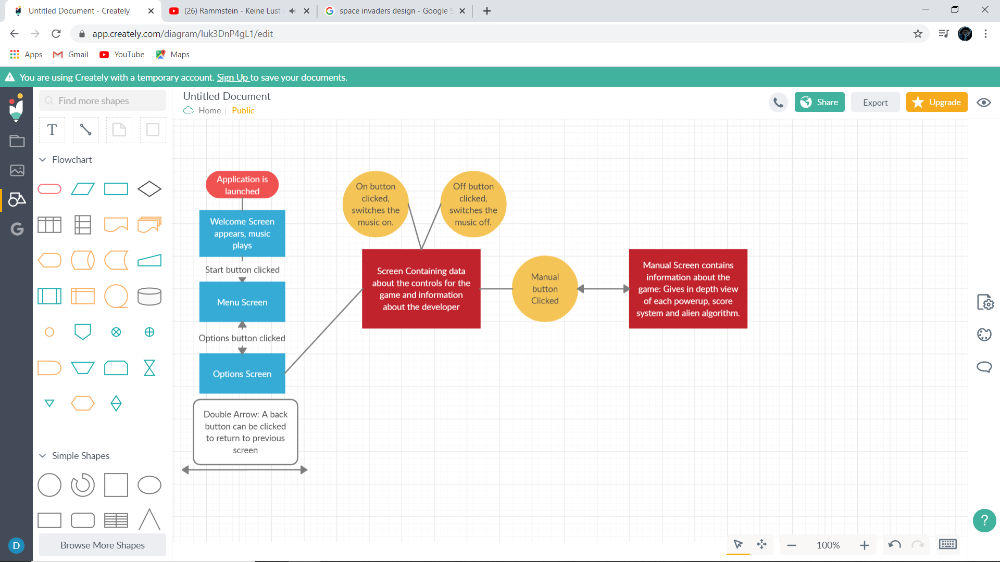 Untitled Document - Creately
(26) Rammstein - Keine Lust
space invaders design - Google S
app.creately.com/diagram/Iuk3DnP4gL1/edit
Apps
Gmail
YouTube
Maps
You are using Creately with a temporary account. Sign Up to save your documents.
Find more shapes
Untitled Document
Home
Public
Share
Export
Upgrade
T
Flowchart
Application is
launched
Welcome Screen
appears, music
plays
Start button clicked
Menu Screen
Options button clicked
Options Screen
Double Arrow: A back
button can be clicked
to return to previous
screen
On button
clicked,
switches the
music on.
Off button
clicked,
switches the
music off.
Screen Containing data
about the controls for the
game and information
about the developer
Manual
button
Clicked
Manual Screen contains
information about the
game: Gives in depth view
of each powerup, score
system and alien algorithm.
Simple Shapes
Browse More Shapes
D
100%
?